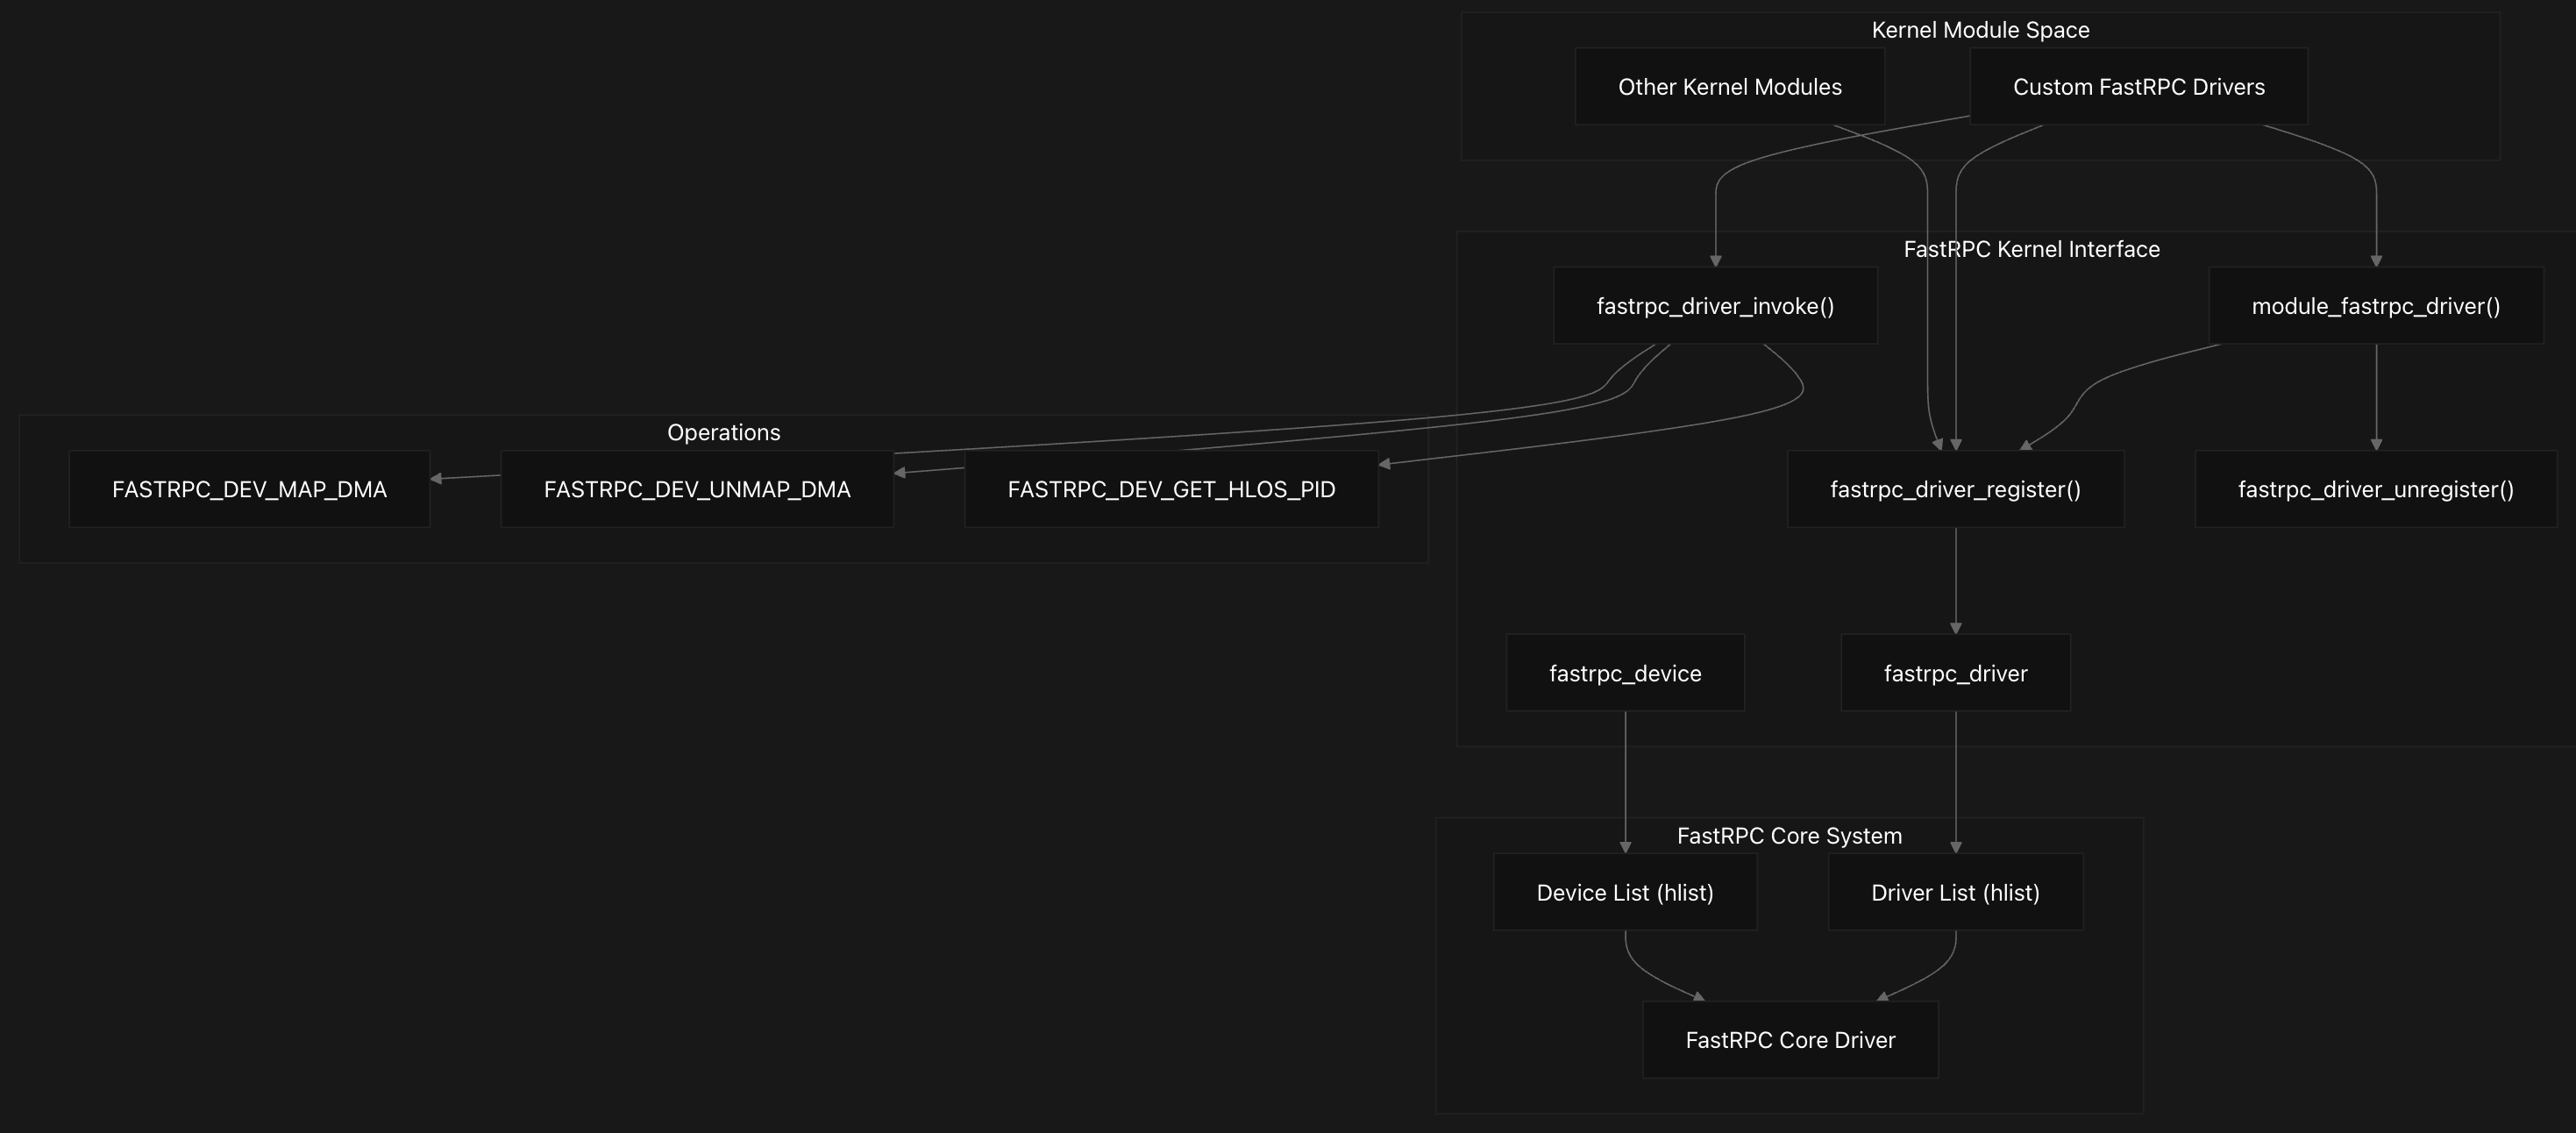 Kernel Module Space
Other Kernel Modules
Custom FastRPC Drivers
FastRPC Kernel Interface
fastrpc_driver_invoke()
module_fastrpc_driver()
Operations
FASTRPC_DEV_MAP_DMA
FASTRPC_DEV_UNMAP_DMA
FASTRPC_DEV_GET_HLOS_PID
fastrpc_driver_register()
fastrpc_driver_unregister()
fastrpc_device
fastrpc_driver
FastRPC Core System
Device List (hlist)
Driver List (hlist)
FastRPC Core Driver